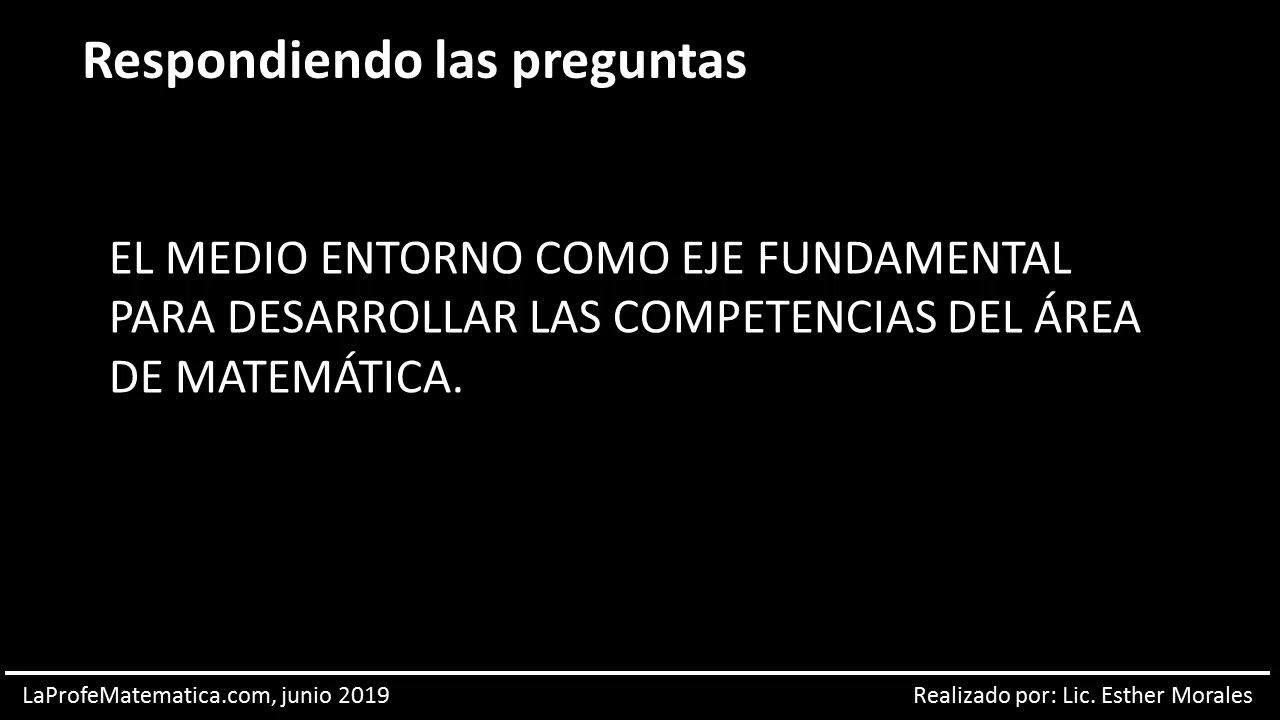 Respondiendo las preguntas
EL MEDIO ENTORNO COMO EJE FUNDAMENTAL
PARA DESARROLLAR LAS COMPETENCIAS DEL ÁREA
DE MATEMÁTICA.
LaProfeMatematica.com, junio 2019
Realizado por: Lic. Esther Morales